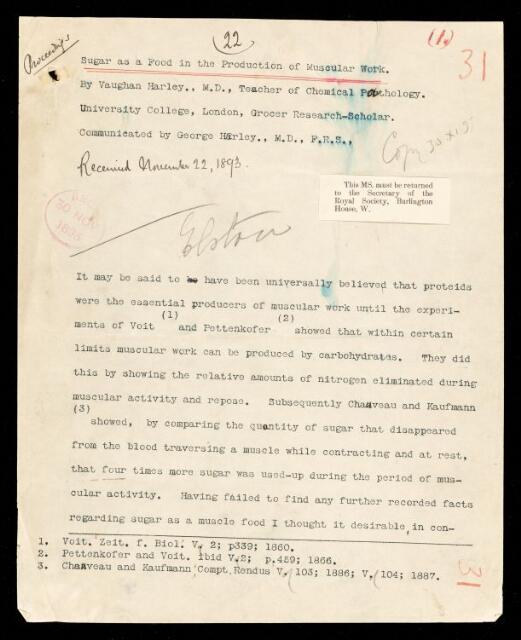 Proceedings
22
(1.)
31
Sugar as a Food in the Production of Muscular Work.
By Vaughan Harley., M.D., Teacher of Chemical Pathology.
University College, London, Grocer Research-Scholar.
Communicated by George Harley., M.D., F.R.S.,
Copy 30 x 15
Received November 22, 1893.
This MS. must be returned
to the Secretary of the
Royal Society, Burlington
House, W.
30 NOV
1893
It may be said to have been universally believed that proteids
were the essential producers of muscular work until the experi-
ments of Voit (1) and Pettenkofer (2) showed that within certain
limits muscular work can be produced by carbohydrates. They did
this by showing the relative amounts of nitrogen eliminated during
muscular activity and repose. Subsequently Chauveau and Kaufmann
(3) showed, by comparing the quantity of sugar that disappeared
from the blood traversing a muscle while contracting and at rest,
that four times more sugar was used-up during the period of mus-
cular activity. Having failed to find any further recorded facts
regarding sugar as a muscle food I thought it desirable, in con-
1. Voit. Zeit. f. Biol. V. 2; p339; 1860.
2. Pettenkofer and Voit. ibid V.2; p.459; 1866.
3. Chauveau and Kaufmann Compt. Rendus V. 103; 1886; V. 104; 1887.
3